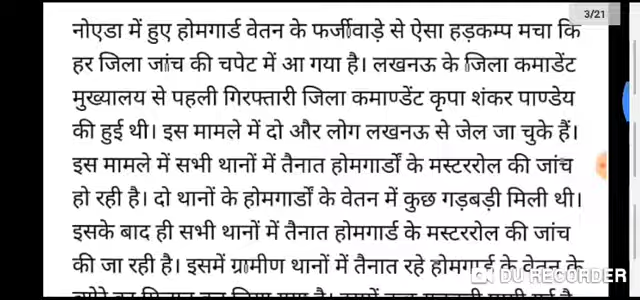 3/21
नोएडा में हुए होमगार्ड वेतन के फर्जीवाड़े से ऐसा हड़कम्प मचा कि
हर जिला जांच की चपेट में आ गया है। लखनऊ के जिला कमाडेंट
मुख्यालय से पहली गिरफ्तारी जिला कमाण्डेंट कृपा शंकर पाण्डेय
की हुई थी। इस मामले में दो और लोग लखनऊ से जेल जा चुके हैं।
इस मामले में सभी थानों में तैनात होमगार्डों के मस्टररोल की जांच
हो रही है। दो थानों के होमगार्डों के वेतन में कुछ गड़बड़ी मिली थी।
इसके बाद ही सभी थानों में तैनात होमगार्ड के मस्टररोल की जांच
की जा रही है। इसमें ग्रामीण थानों में तैनात रहे होमगार्ड के वेतन के
DU RECORDER